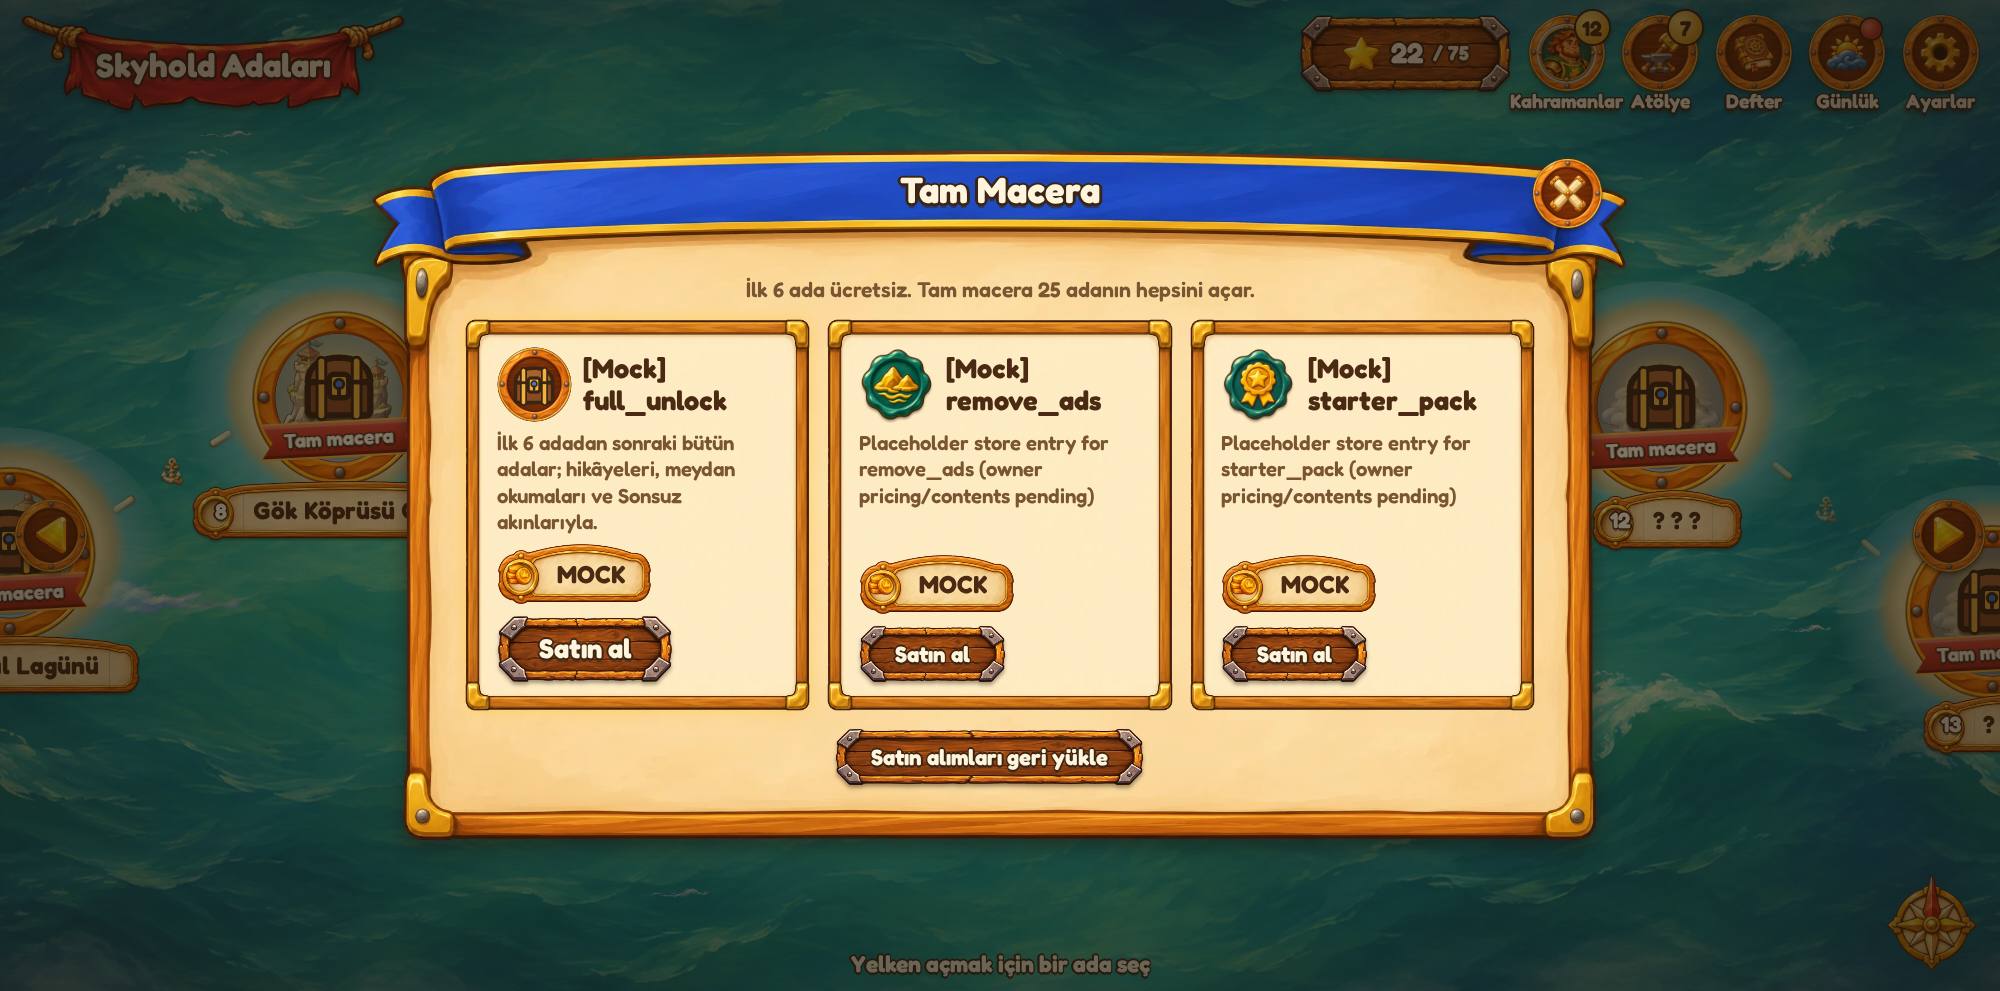 Skyhold Adaları
22 / 75
12
7
Kahramanlar
Atölye
Defter
Günlük
Ayarlar
Tam Macera
İlk 6 ada ücretsiz. Tam macera 25 adanın hepsini açar.
[Mock]
full_unlock
İlk 6 adadan sonraki bütün
adalar; hikâyeleri, meydan
okumaları ve Sonsuz
akınlarıyla.
MOCK
Satın al
[Mock]
remove_ads
Placeholder store entry for
remove_ads (owner
pricing/contents pending)
MOCK
Satın al
[Mock]
starter_pack
Placeholder store entry for
starter_pack (owner
pricing/contents pending)
MOCK
Satın al
Satın alımları geri yükle
Tam macera
8
Gök Köprüsü
macera
Lagünü
Tam macera
12
???
Tam
13
?
Yelken açmak için bir ada seç